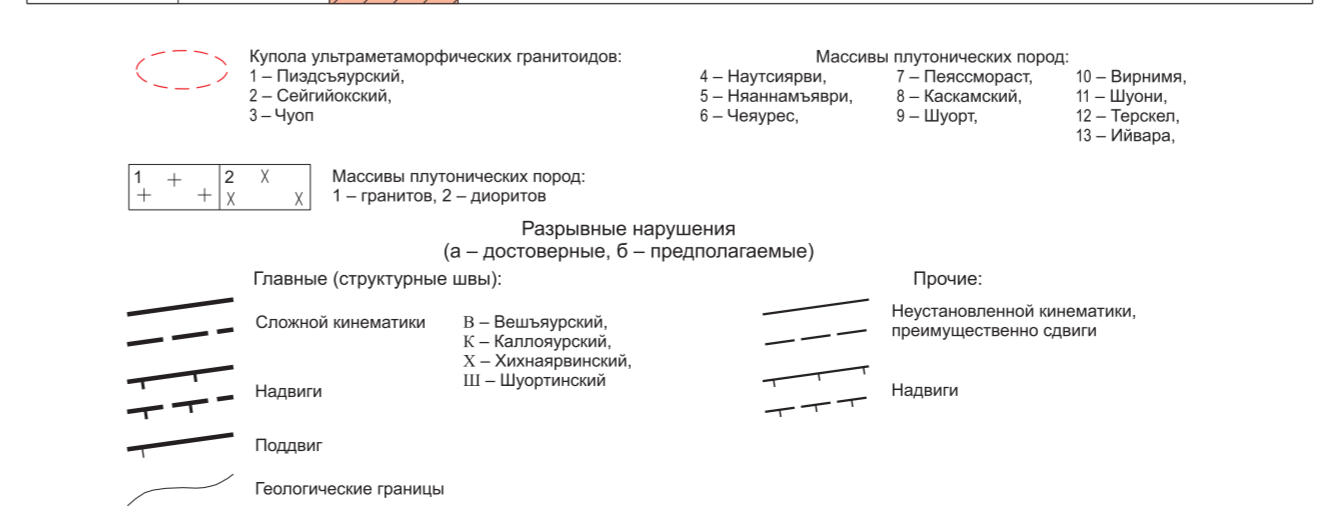 Купола ультраметаморфических гранитоидов:
1 – Пиэдсъяурский,
2 – Сейгийокский,
3 – Чуоп
Массивы плутонических пород:
4 – Наутсиярви,
5 – Няаннамъяври,
6 – Чеяурес,
7 – Пеяссмораст,
8 – Каскамский,
9 – Шуорт,
10 – Вирнимя,
11 – Шуони,
12 – Терскел,
13 – Ийвара,
1 2
Массивы плутонических пород:
1 – гранитов, 2 – диоритов
Разрывные нарушения
(а – достоверные, б – предполагаемые)
Главные (структурные швы):
Сложной кинематики
В – Вешъяурский,
К – Каллояурский,
Х – Хихнаярвинский,
Ш – Шуортинский
Надвиги
Поддвиг
Геологические границы
Прочие:
Неустановленной кинематики,
преимущественно сдвиги
Надвиги